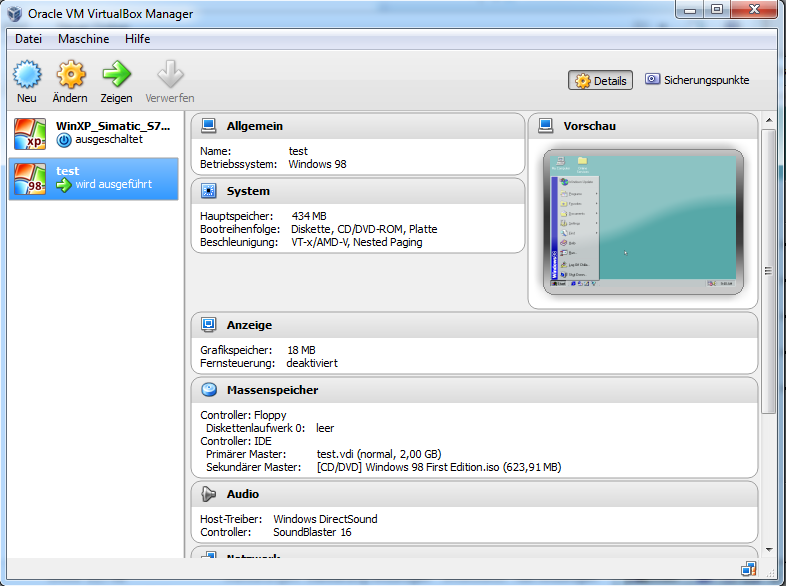 Oracle VM VirtualBox Manager
Datei Maschine Hilfe
Neu Ändern Zeigen Verwerfen
Details Sicherungspunkte
WinXP_Simatic_S7...
ausgeschaltet
test
wird ausgeführt
Allgemein
Name: test
Betriebssystem: Windows 98
System
Hauptspeicher: 434 MB
Bootreihenfolge: Diskette, CD/DVD-ROM, Platte
Beschleunigung: VT-x/AMD-V, Nested Paging
Vorschau
Anzeige
Grafikspeicher: 18 MB
Fernsteuerung: deaktiviert
Massenspeicher
Controller: Floppy
Diskettenlaufwerk 0: leer
Controller: IDE
Primärer Master: test.vdi (normal, 2,00 GB)
Sekundärer Master: [CD/DVD] Windows 98 First Edition.iso (623,91 MB)
Audio
Host-Treiber: Windows DirectSound
Controller: SoundBlaster 16